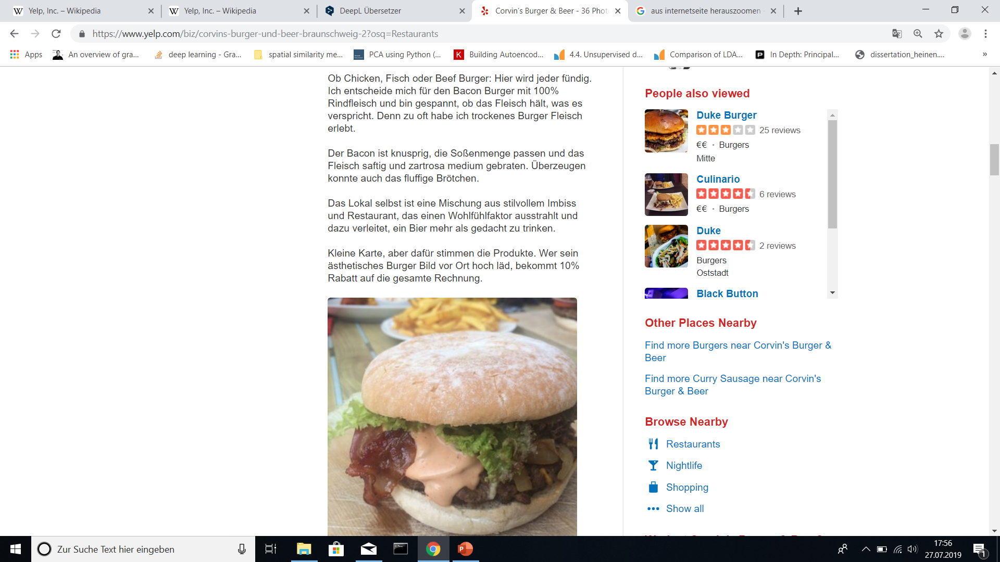 Yelp, Inc. – Wikipedia
Yelp, Inc. – Wikipedia
DeepL Übersetzer
Corvin's Burger & Beer - 36 Phot
aus internetseite herauszoomen
https://www.yelp.com/biz/corvins-burger-und-beer-braunschweig-2?osq=Restaurants
Apps
An overview of gra...
deep learning - Gra...
spatial similarity me...
PCA using Python (...
Building Autoencod...
4.4. Unsupervised d...
Comparison of LDA...
In Depth: Principal...
dissertation_heinen....
»
Ob Chicken, Fisch oder Beef Burger: Hier wird jeder fündig.
Ich entscheide mich für den Bacon Burger mit 100%
Rindfleisch und bin gespannt, ob das Fleisch hält, was es
verspricht. Denn zu oft habe ich trockenes Burger Fleisch
erlebt.
Der Bacon ist knusprig, die Soßenmenge passen und das
Fleisch saftig und zartrosa medium gebraten. Überzeugen
konnte auch das fluffige Brötchen.
Das Lokal selbst ist eine Mischung aus stilvollem Imbiss
und Restaurant, das einen Wohlfühlfaktor ausstrahlt und
dazu verleitet, ein Bier mehr als gedacht zu trinken.
Kleine Karte, aber dafür stimmen die Produkte. Wer sein
ästhetisches Burger Bild vor Ort hoch läd, bekommt 10%
Rabatt auf die gesamte Rechnung.
People also viewed
Duke Burger
25 reviews
€€ • Burgers
Mitte
Culinario
6 reviews
€€ • Burgers
Duke
2 reviews
Burgers
Oststadt
Black Button
Other Places Nearby
Find more Burgers near Corvin's Burger &
Beer
Find more Curry Sausage near Corvin's
Burger & Beer
Browse Nearby
Restaurants
Nightlife
Shopping
Show all
Zur Suche Text hier eingeben
17:56
27.07.2019
1